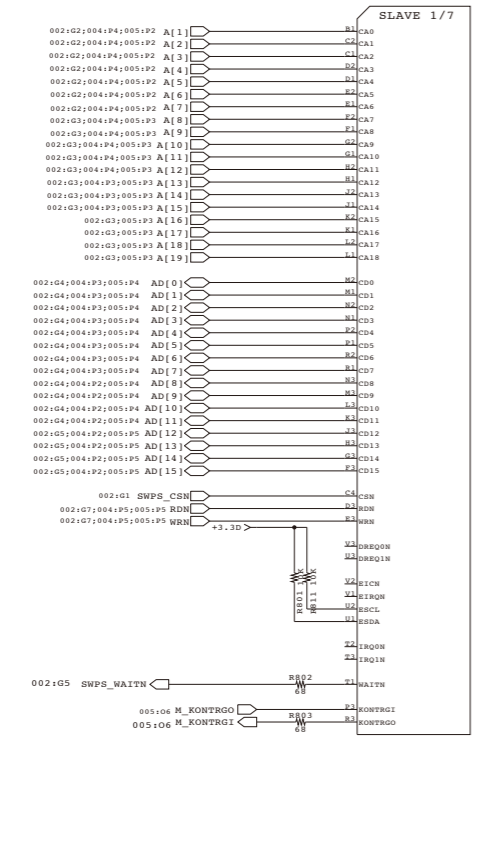 SLAVE 1/7
002:G2;004:P4;005:P2 A[1] B1 CA0
002:G2;004:P4;005:P2 A[2] C2 CA1
002:G2;004:P4;005:P2 A[3] C1 CA2
002:G2;004:P4;005:P2 A[4] D2 CA3
002:G2;004:P4;005:P2 A[5] D1 CA4
002:G2;004:P4;005:P2 A[6] E2 CA5
002:G2;004:P4;005:P2 A[7] E1 CA6
002:G3;004:P4;005:P3 A[8] F2 CA7
002:G3;004:P4;005:P3 A[9] F1 CA8
002:G3;004:P4;005:P3 A[10] G2 CA9
002:G3;004:P4;005:P3 A[11] G1 CA10
002:G3;004:P4;005:P3 A[12] H2 CA11
002:G3;004:P3;005:P3 A[13] H1 CA12
002:G3;004:P3;005:P3 A[14] J2 CA13
002:G3;004:P3;005:P3 A[15] J1 CA14
002:G3;005:P3 A[16] K2 CA15
002:G3;005:P3 A[17] K1 CA16
002:G3;005:P3 A[18] L2 CA17
002:G3;005:P3 A[19] L1 CA18
002:G4;004:P3;005:P4 AD[0] M2 CD0
002:G4;004:P3;005:P4 AD[1] M1 CD1
002:G4;004:P3;005:P4 AD[2] N2 CD2
002:G4;004:P3;005:P4 AD[3] N1 CD3
002:G4;004:P3;005:P4 AD[4] P2 CD4
002:G4;004:P3;005:P4 AD[5] P1 CD5
002:G4;004:P3;005:P4 AD[6] R2 CD6
002:G4;004:P3;005:P4 AD[7] R1 CD7
002:G4;004:P2;005:P4 AD[8] N3 CD8
002:G4;004:P2;005:P4 AD[9] M3 CD9
002:G4;004:P2;005:P4 AD[10] L3 CD10
002:G4;004:P2;005:P4 AD[11] K3 CD11
002:G5;004:P2;005:P5 AD[12] J3 CD12
002:G5;004:P2;005:P5 AD[13] H3 CD13
002:G5;004:P2;005:P5 AD[14] G3 CD14
002:G5;004:P2;005:P5 AD[15] F3 CD15
002:G1 SWPS_CSN C4 CSN
002:G7;004:P5;005:P5 RDN D3 RDN
002:G7;004:P5;005:P5 WRN E3 WRN
+3.3D
V3 DREQ0N
U3 DREQ1N
R801 10K
R811 10K
V2 EICN
V1 EIRQN
U2 ESCL
U1 ESDA
T2 IRQ0N
T3 IRQ1N
002:G5 SWPS_WAITN R802 68 T1 WAITN
005:O6 M_KONTRGO P3 KONTRGI
005:O6 M_KONTRGI R803 68 R3 KONTRGO